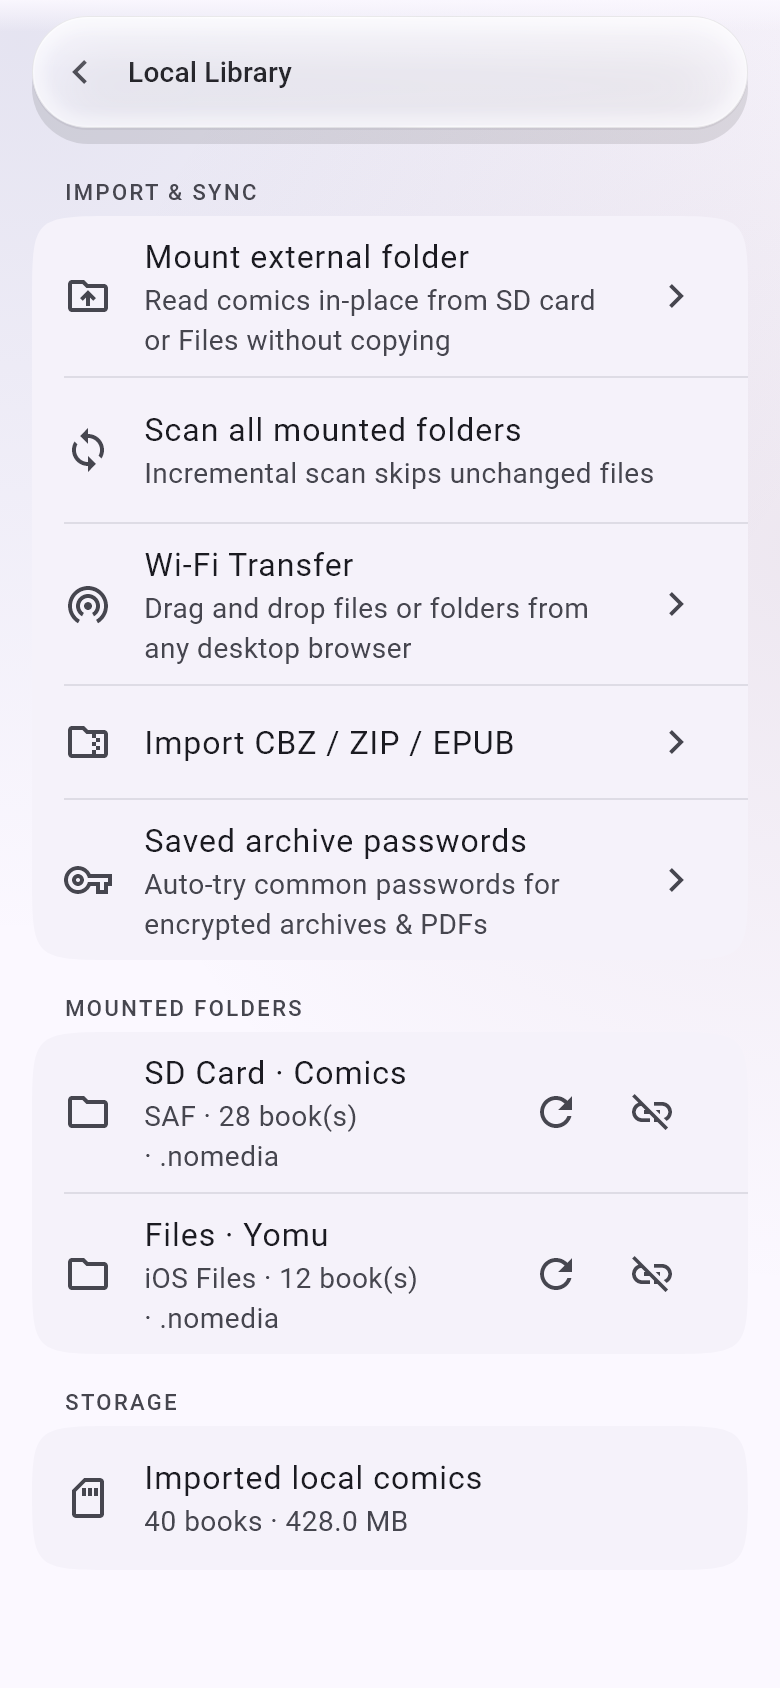 Local Library
IMPORT & SYNC
Mount external folder
Read comics in-place from SD card
or Files without copying
Scan all mounted folders
Incremental scan skips unchanged files
Wi-Fi Transfer
Drag and drop files or folders from
any desktop browser
Import CBZ / ZIP / EPUB
Saved archive passwords
Auto-try common passwords for
encrypted archives & PDFs
MOUNTED FOLDERS
SD Card · Comics
SAF · 28 book(s)
· .nomedia
Files · Yomu
iOS Files · 12 book(s)
· .nomedia
STORAGE
Imported local comics
40 books · 428.0 MB